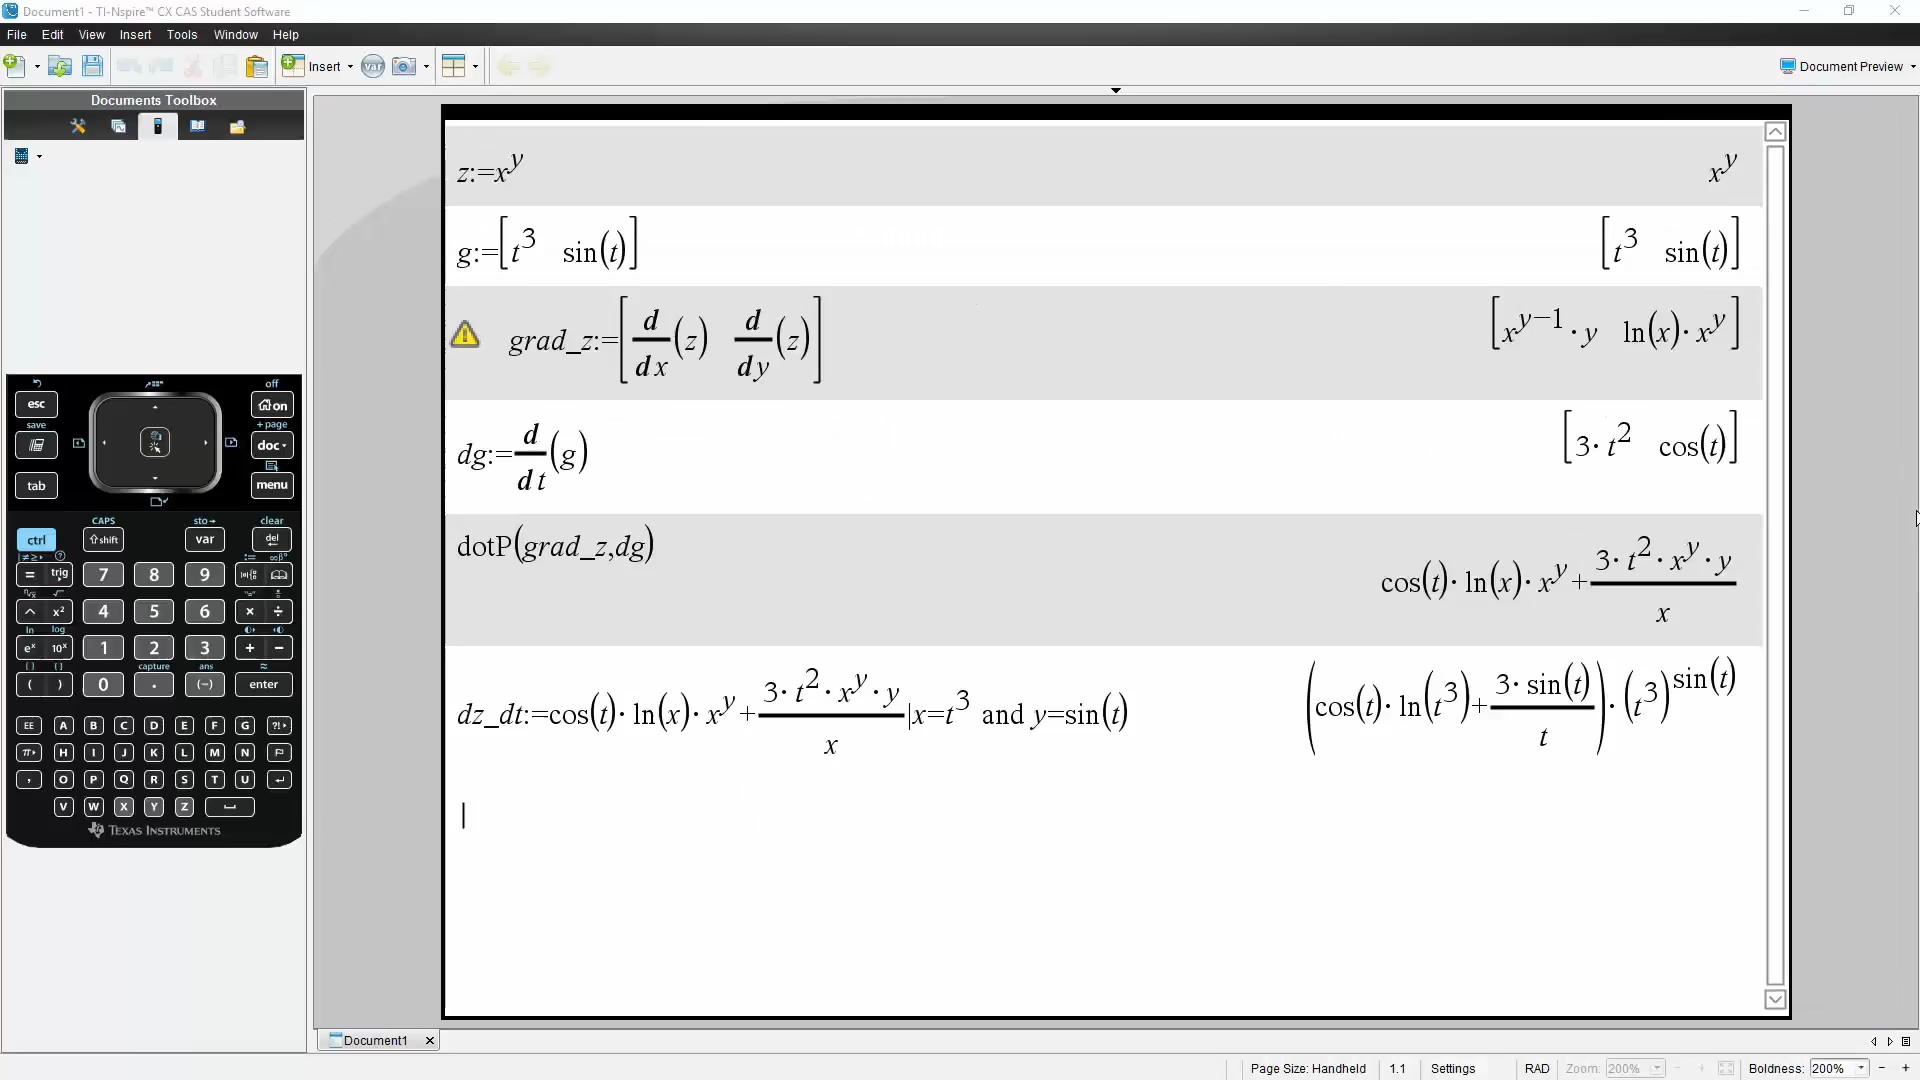 Document1 - TI-Nspire™ CX CAS Student Software
File Edit View Insert Tools Window Help
Insert var Document Preview
Documents Toolbox
z:=x^y x^y
g:=[t^3 sin(t)] [t^3 sin(t)]
grad_z:=[d/dx(z) d/dy(z)] [x^(y−1)·y ln(x)·x^y]
dg:=d/dt(g) [3·t^2 cos(t)]
dotP(grad_z,dg) cos(t)·ln(x)·x^y+3·t^2·x^y·y/x
dz_dt:=cos(t)·ln(x)·x^y+3·t^2·x^y·y/x|x=t^3 and y=sin(t) (cos(t)·ln(t^3)+3·sin(t)/t)·(t^3)^sin(t)
off
esc on
save +page
doc
tab menu
CAPS sto→ clear
ctrl shift var del
= trig 7 8 9
^ x² 4 5 6 × ÷
ln log
eˣ 10ˣ 1 2 3 + −
capture ans ≈
( ) 0 . (−) enter
EE A B C D E F G ?!▸
π▸ H I J K L M N
, O P Q R S T U
V W X Y Z
TEXAS INSTRUMENTS
Document1
Page Size: Handheld 1.1 Settings RAD Zoom: 200% − + Boldness: 200% − +